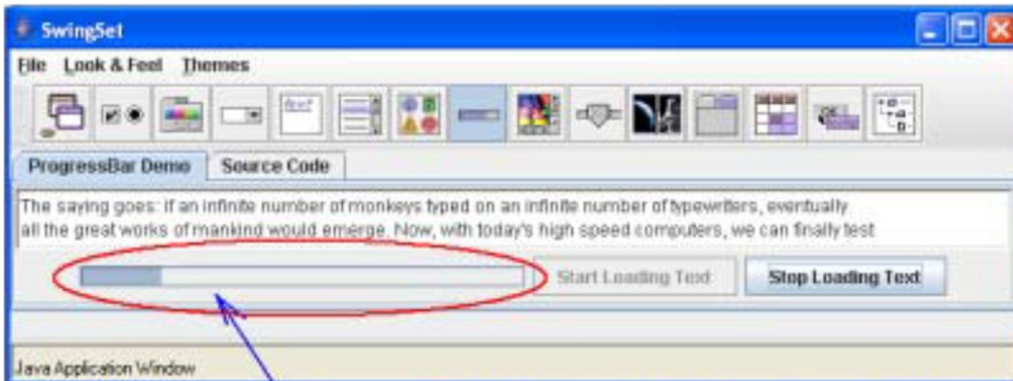 SwingSet
File Look & Feel Themes
ProgressBar Demo Source Code
The saying goes: if an infinite number of monkeys typed on an infinite number of typewriters, eventually
all the great works of mankind would emerge. Now, with today's high speed computers, we can finally test
Start Loading Text Stop Loading Text
Java Application Window